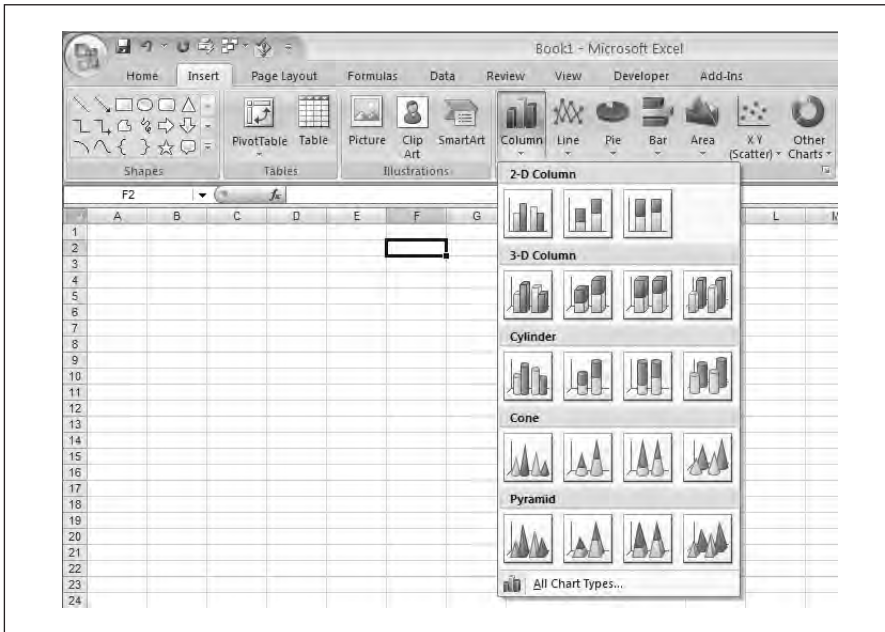 Book1 - Microsoft Excel
Home Insert Page Layout Formulas Data Review View Developer Add-Ins
PivotTable Table Picture Clip Art SmartArt Column Line Pie Bar Area X Y (Scatter) Other Charts
Shapes Tables Illustrations
2-D Column
F2 fx
A B C D E F G L
1
2
3-D Column
3
4
5
6
7
8
Cylinder
9
10
11
12
13
Cone
14
15
16
17
18
Pyramid
19
20
21
22
23
All Chart Types...
24